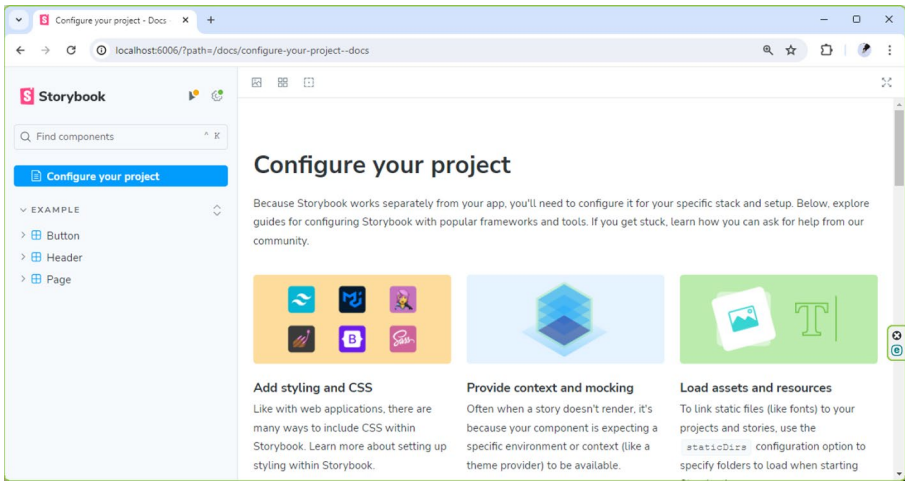 Configure your project - Docs
localhost:6006/?path=/docs/configure-your-project--docs
Storybook
Find components
^ K
Configure your project
EXAMPLE
Button
Header
Page
Configure your project
Because Storybook works separately from your app, you'll need to configure it for your specific stack and setup. Below, explore
guides for configuring Storybook with popular frameworks and tools. If you get stuck, learn how you can ask for help from our
community.
B
Sass
T
Add styling and CSS
Like with web applications, there are
many ways to include CSS within
Storybook. Learn more about setting up
styling within Storybook.
Provide context and mocking
Often when a story doesn't render, it's
because your component is expecting a
specific environment or context (like a
theme provider) to be available.
Load assets and resources
To link static files (like fonts) to your
projects and stories, use the
staticDirs configuration option to
specify folders to load when starting